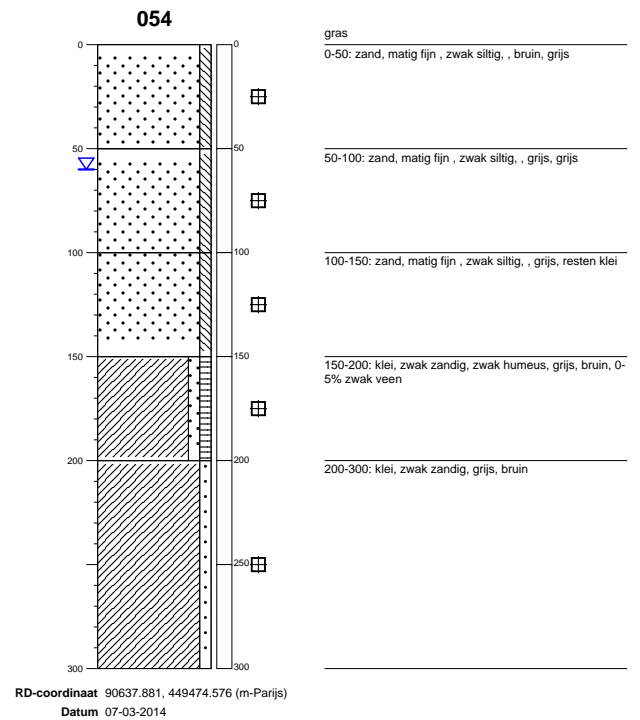 054
gras
0 0
0-50: zand, matig fijn , zwak siltig, , bruin, grijs
50 50
50-100: zand, matig fijn , zwak siltig, , grijs, grijs
100 100
100-150: zand, matig fijn , zwak siltig, , grijs, resten klei
150 150
150-200: klei, zwak zandig, zwak humeus, grijs, bruin, 0-
5% zwak veen
200 200
200-300: klei, zwak zandig, grijs, bruin
250
300 300
RD-coordinaat 90637.881, 449474.576 (m-Parijs)
Datum 07-03-2014